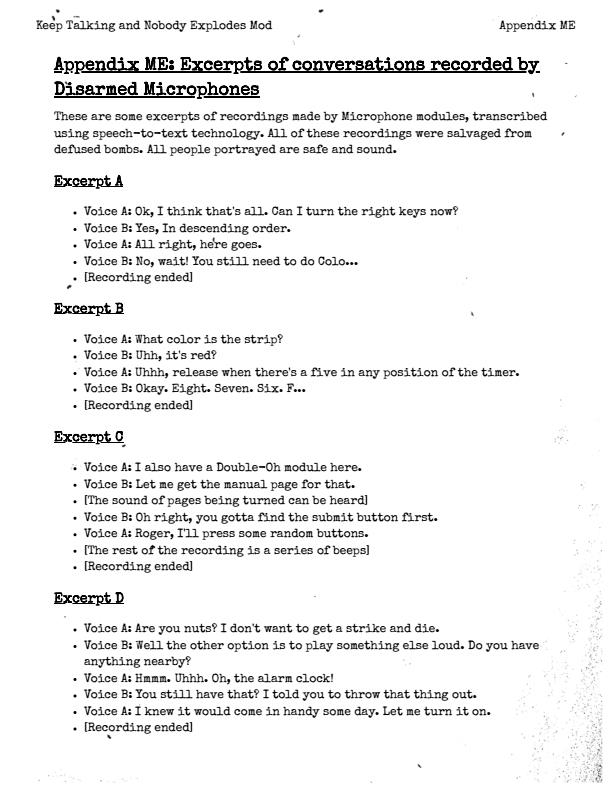 Keep Talking and Nobody Explodes Mod
Appendix ME
Appendix ME: Excerpts of conversations recorded by
Disarmed Microphones
These are some excerpts of recordings made by Microphone modules, transcribed
using speech-to-text technology. All of these recordings were salvaged from
defused bombs. All people portrayed are safe and sound.
Excerpt A
• Voice A: Ok, I think that's all. Can I turn the right keys now?
• Voice B: Yes, In descending order.
• Voice A: All right, here goes.
• Voice B: No, wait! You still need to do Colo...
• [Recording ended]
Excerpt B
• Voice A: What color is the strip?
• Voice B: Uhh, it's red?
• Voice A: Uhhh, release when there's a five in any position of the timer.
• Voice B: Okay. Eight. Seven. Six. F...
• [Recording ended]
Excerpt C
• Voice A: I also have a Double-Oh module here.
• Voice B: Let me get the manual page for that.
• [The sound of pages being turned can be heard]
• Voice B: Oh right, you gotta find the submit button first.
• Voice A: Roger, I'll press some random buttons.
• [The rest of the recording is a series of beeps]
• [Recording ended]
Excerpt D
• Voice A: Are you nuts? I don't want to get a strike and die.
• Voice B: Well the other option is to play something else loud. Do you have
anything nearby?
• Voice A: Hmmm. Uhhh. Oh, the alarm clock!
• Voice B: You still have that? I told you to throw that thing out.
• Voice A: I knew it would come in handy some day. Let me turn it on.
• [Recording ended]